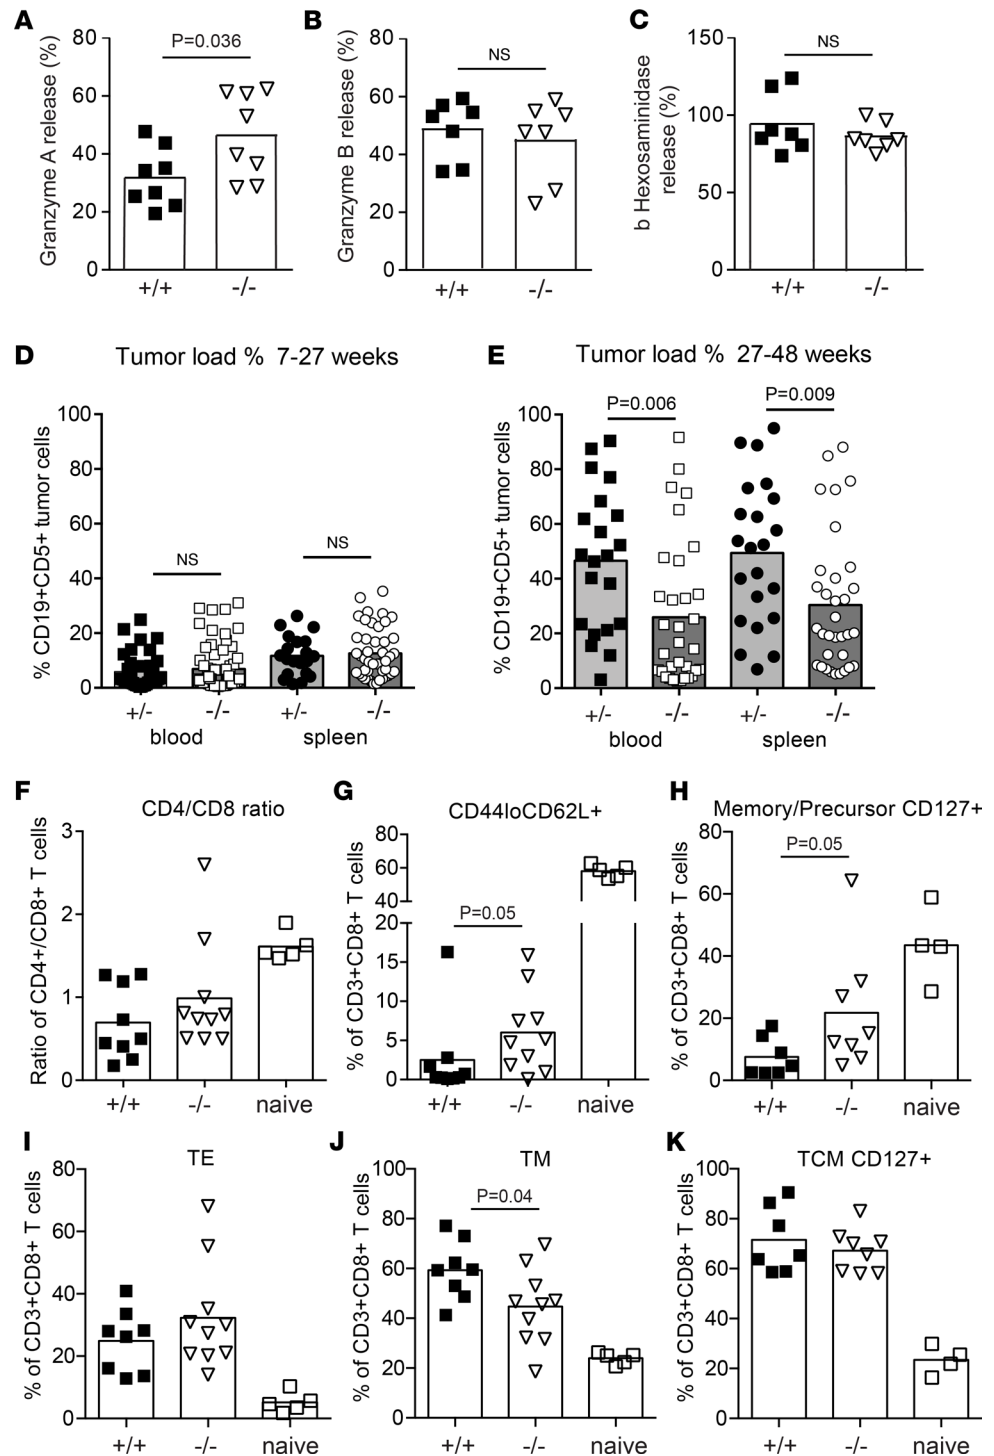 A
Granzyme A release (%)
80
60
40
20
0
P=0.036
+/+
-/-
B
Granzyme B release (%)
80
60
40
20
0
NS
+/+
-/-
C
b Hexosaminidase
release (%)
150
100
50
0
NS
+/+
-/-
D
Tumor load % 7-27 weeks
% CD19+CD5+ tumor cells
100
80
60
40
20
0
NS
NS
+/-
-/-
+/-
-/-
blood
spleen
E
Tumor load % 27-48 weeks
% CD19+CD5+ tumor cells
100
80
60
40
20
0
P=0.006
P=0.009
+/-
-/-
+/-
-/-
blood
spleen
F
CD4/CD8 ratio
Ratio of CD4+/CD8+ T cells
3
2
1
0
+/+
-/-
naive
G
CD44loCD62L+
% of CD3+CD8+ T cells
80
60
40
20
15
10
5
0
P=0.05
+/+
-/-
naive
H
Memory/Precursor CD127+
% of CD3+CD8+ T cells
80
60
40
20
0
P=0.05
+/+
-/-
naive
I
TE
% of CD3+CD8+ T cells
80
60
40
20
0
+/+
-/-
naive
J
TM
% of CD3+CD8+ T cells
100
80
60
40
20
0
P=0.04
+/+
-/-
naive
K
TCM CD127+
% of CD3+CD8+ T cells
100
80
60
40
20
0
+/+
-/-
naive